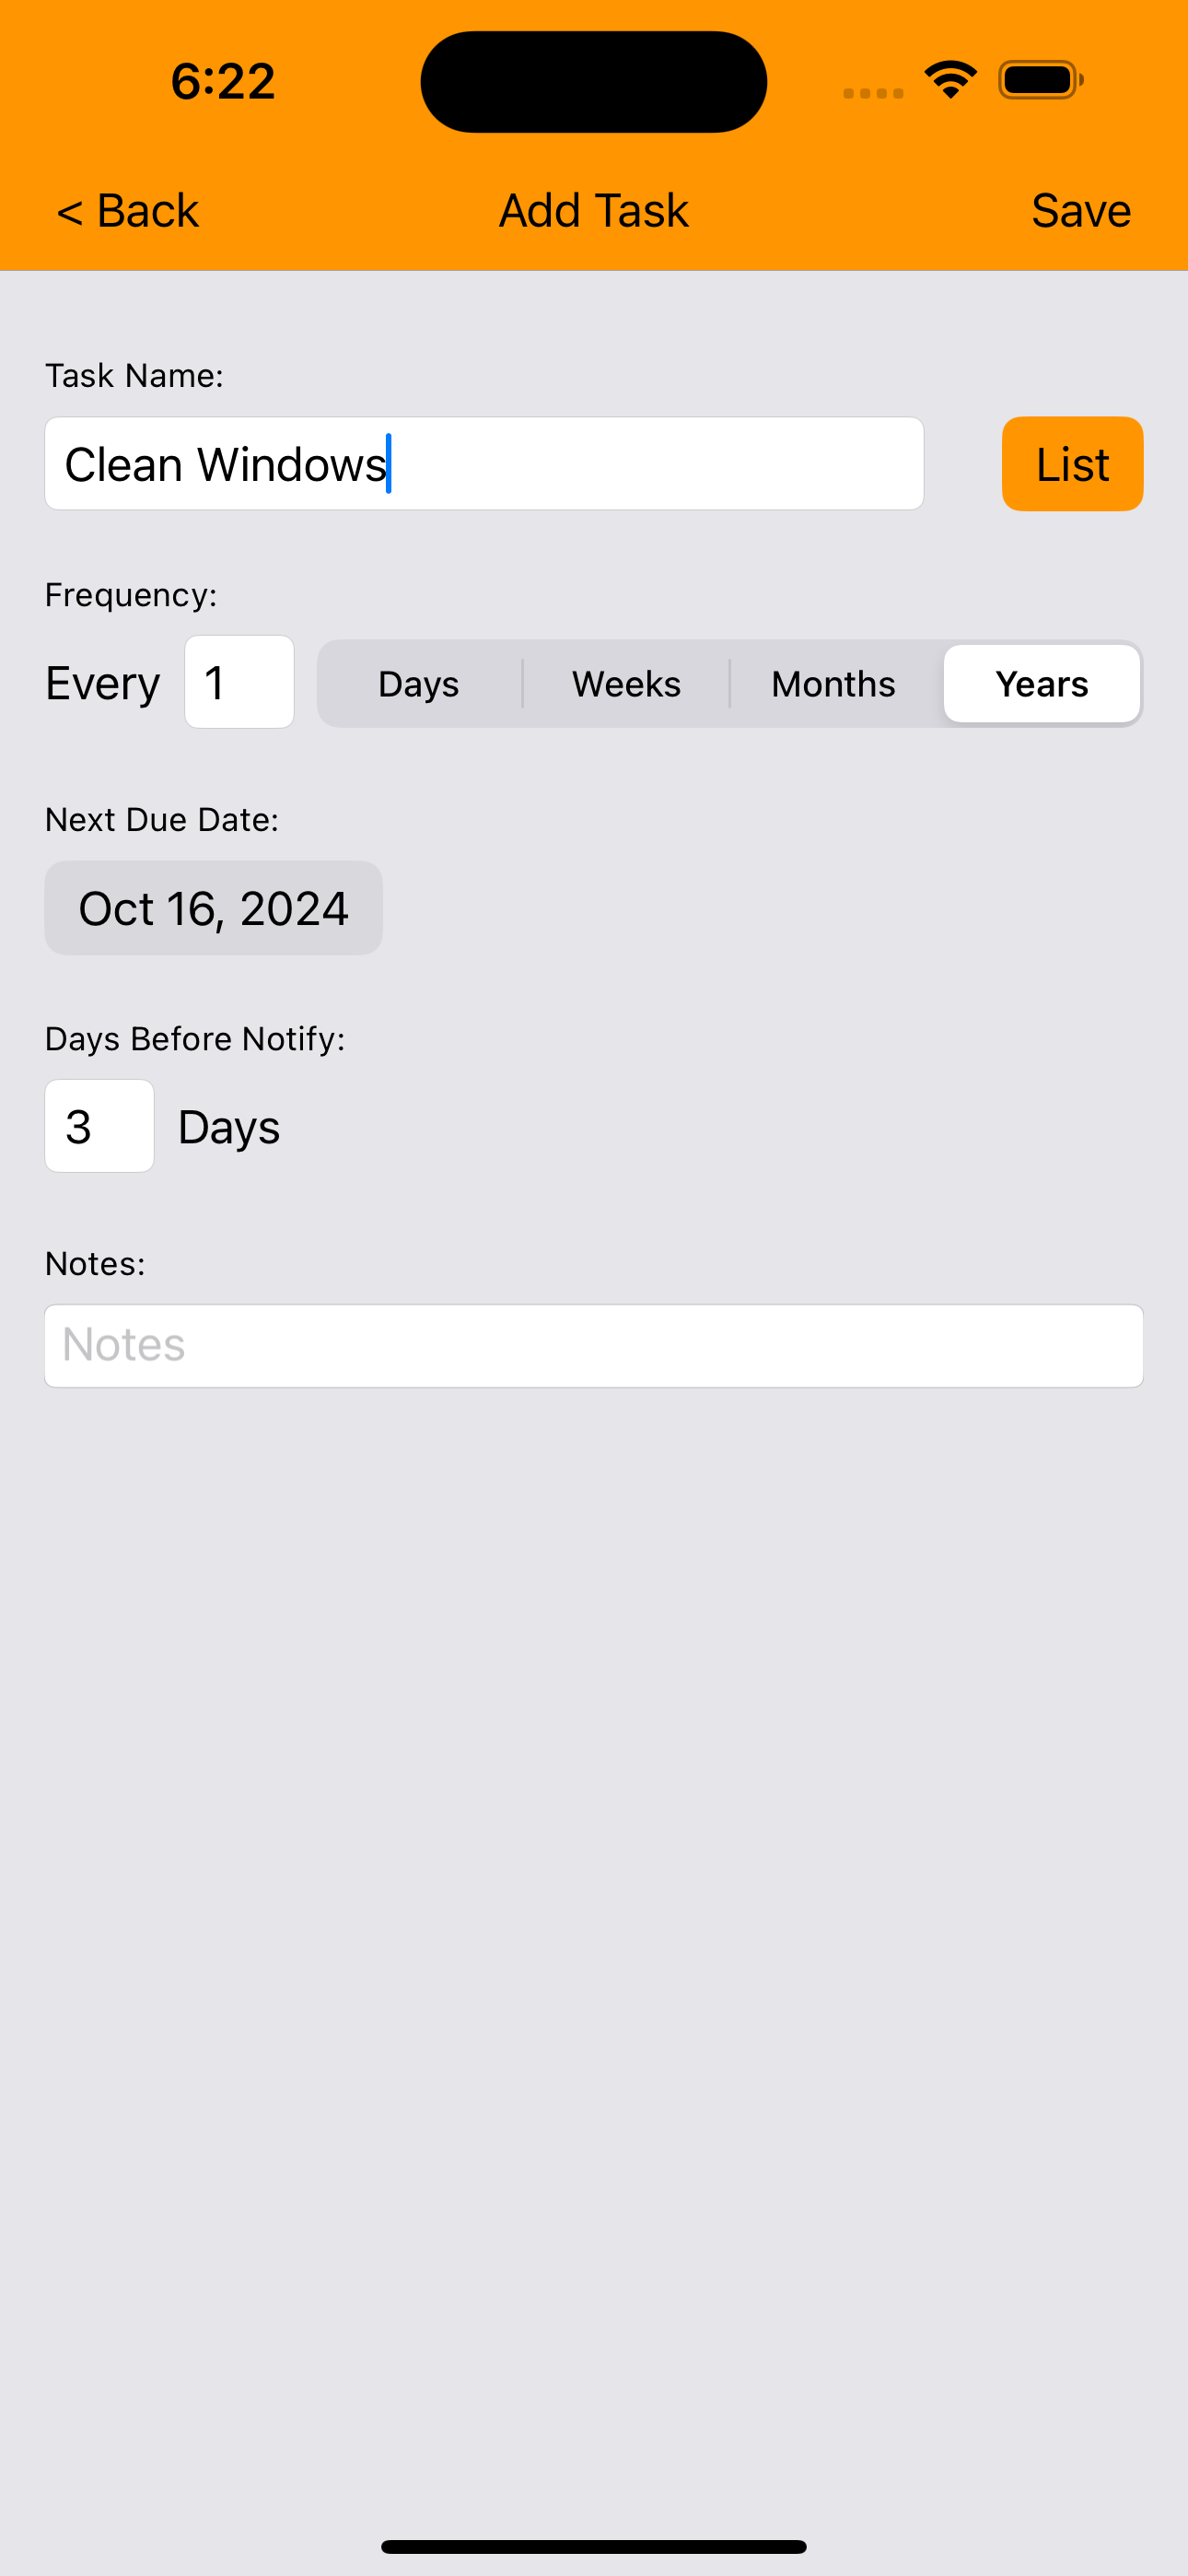 6:22
< Back Add Task Save
Task Name:
Clean Windows List
Frequency:
Every 1 Days Weeks Months Years
Next Due Date:
Oct 16, 2024
Days Before Notify:
3 Days
Notes:
Notes